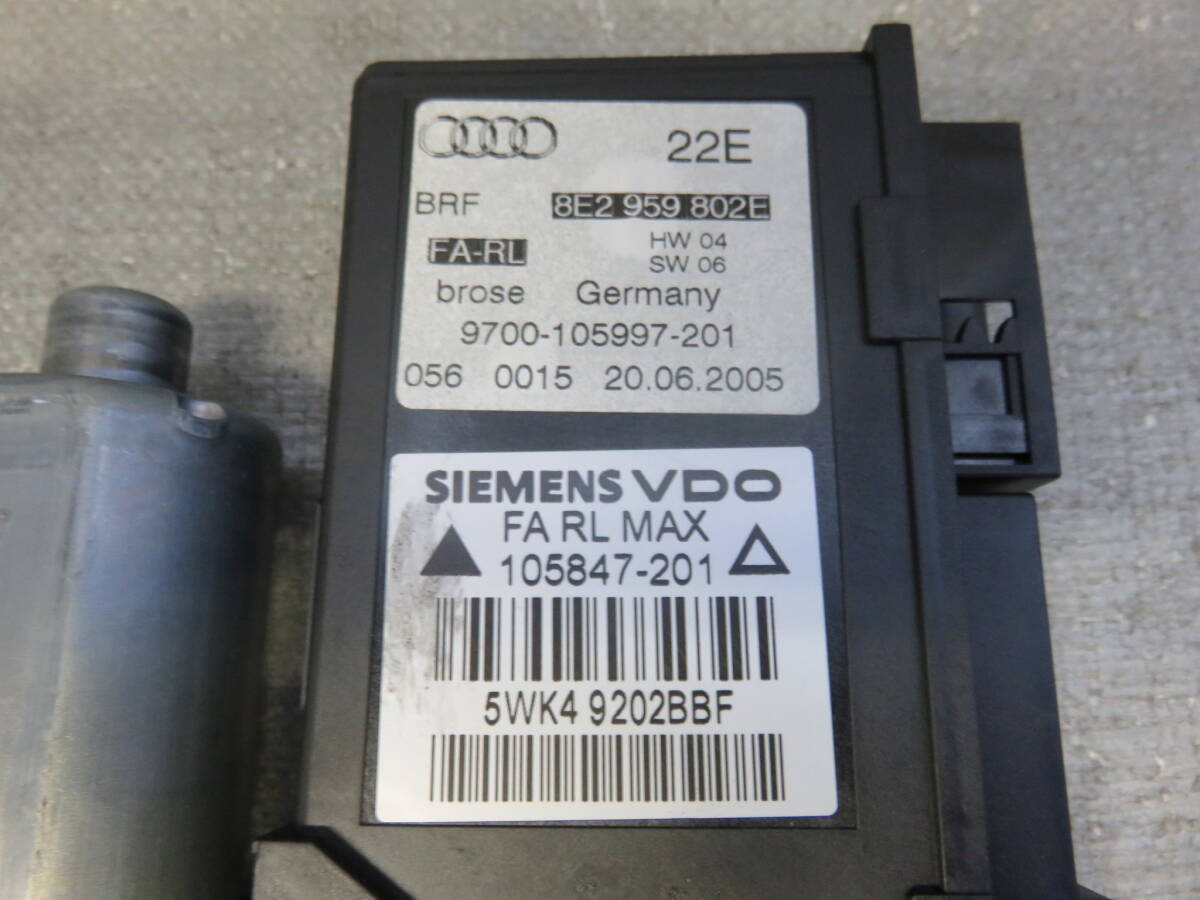 22E
BRF 8E2 959 802E
FA-RL HW 04
SW 06
brose Germany
9700-105997-201
056 0015 20.06.2005
SIEMENS VDO
FA RL MAX
105847-201
5WK4 9202BBF